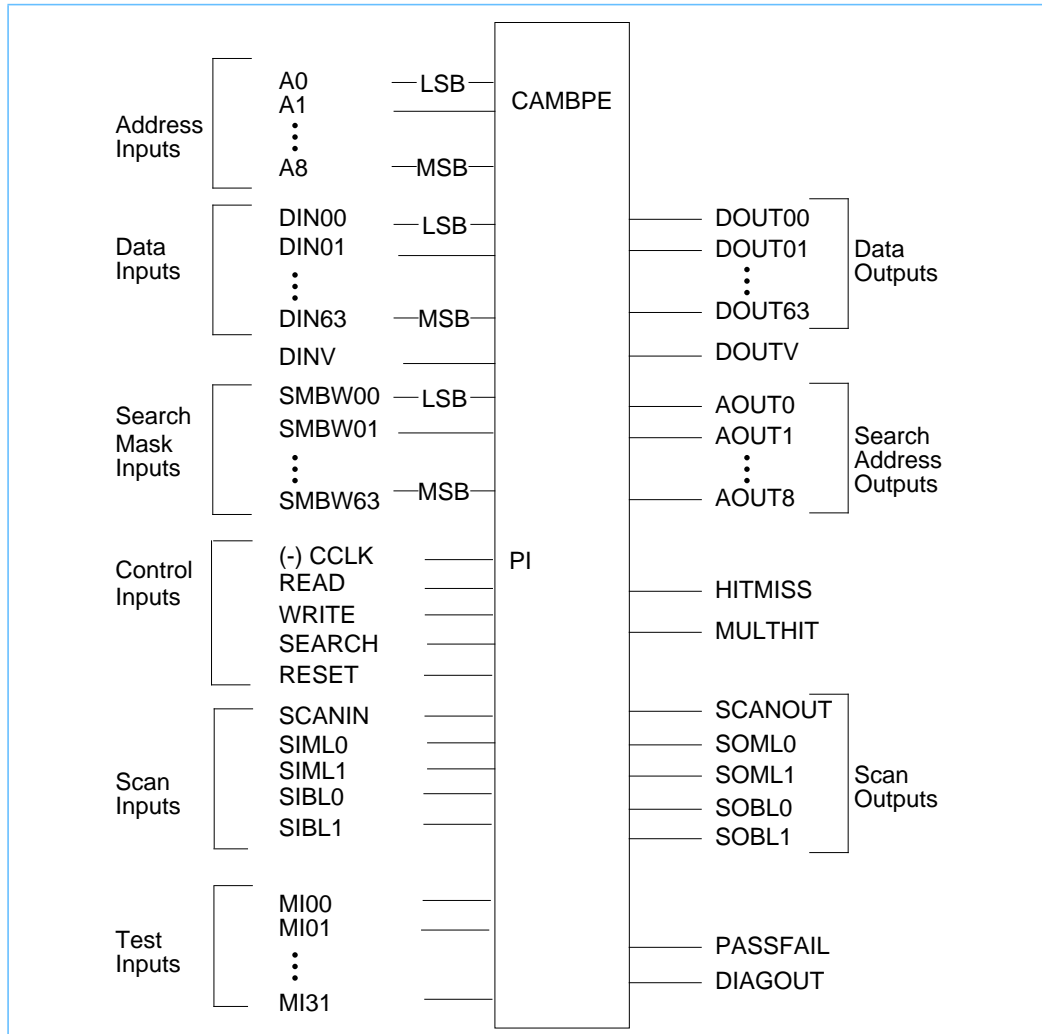 CAMBPE
PI
Address
Inputs
A0 LSB
A1
A8 MSB
Data
Inputs
DIN00 LSB
DIN01
DIN63 MSB
DINV
Search
Mask
Inputs
SMBW00 LSB
SMBW01
SMBW63 MSB
Control
Inputs
(-) CCLK
READ
WRITE
SEARCH
RESET
Scan
Inputs
SCANIN
SIML0
SIML1
SIBL0
SIBL1
Test
Inputs
MI00
MI01
MI31
DOUT00
DOUT01
DOUT63
Data
Outputs
DOUTV
AOUT0
AOUT1
AOUT8
Search
Address
Outputs
HITMISS
MULTHIT
SCANOUT
SOML0
SOML1
SOBL0
SOBL1
Scan
Outputs
PASSFAIL
DIAGOUT